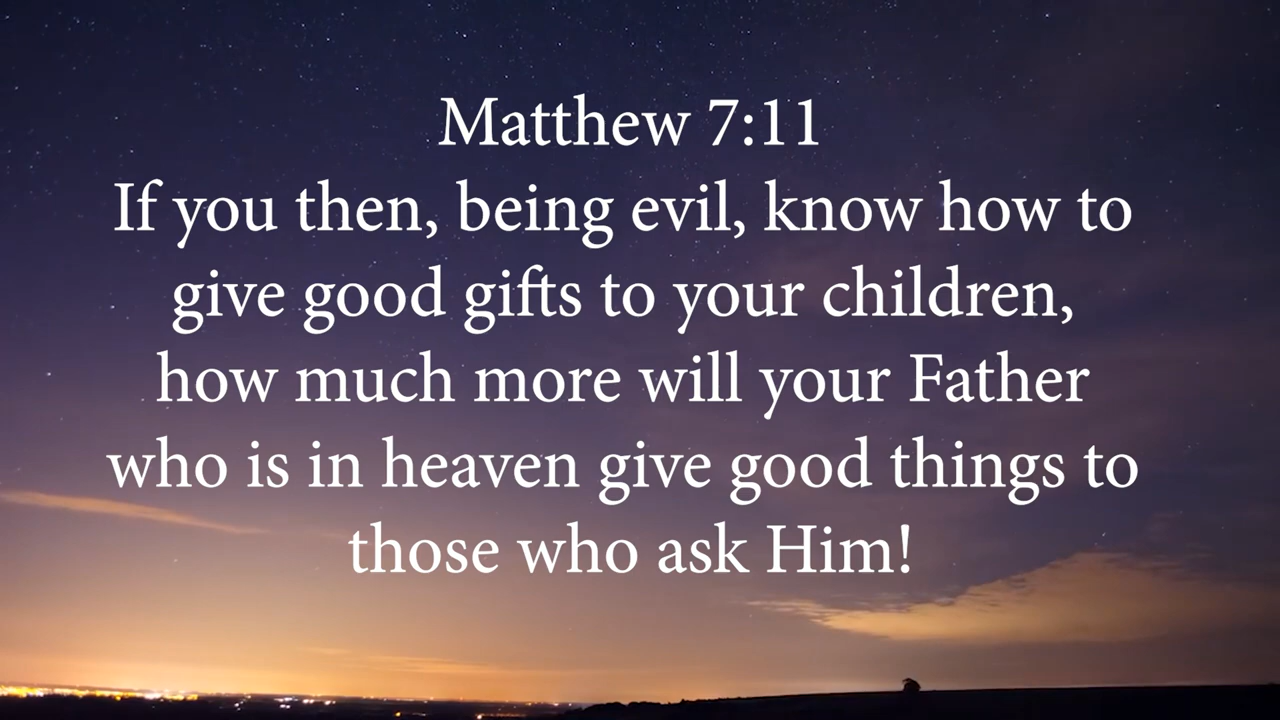 Matthew 7:11
If you then, being evil, know how to
give good gifts to your children,
how much more will your Father
who is in heaven give good things to
those who ask Him!